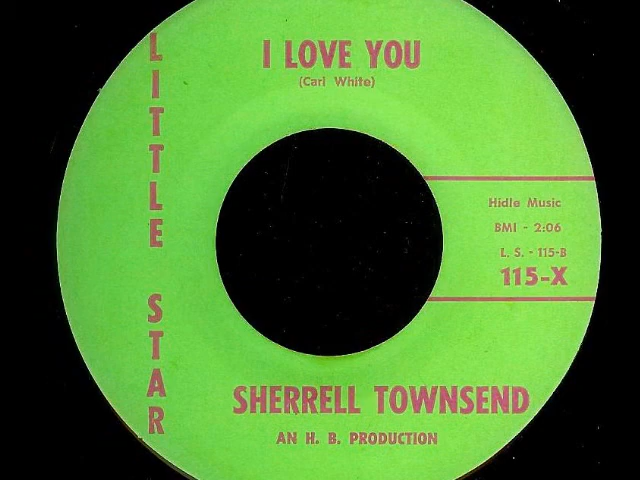 LITTLE STAR
I LOVE YOU
(Carl White)
Hidle Music
BMI - 2:06
L. S. - 115-B
115-X
SHERRELL TOWNSEND
AN H. B. PRODUCTION